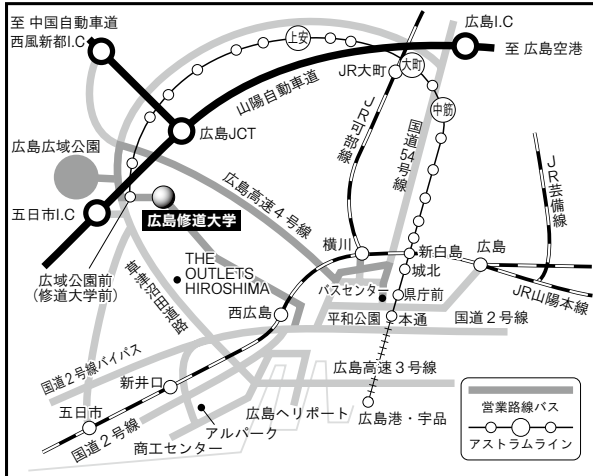 至 中国自動車道
西風新都I.C
上安
広島I.C
至 広島空港
大町
JR大町
中筋
山陽自動車道
JR可部線
国道54号線
広島JCT
広島広域公園
広島高速4号線
JR芸備線
五日市I.C
広島修道大学
横川
新白島
広島
広域公園前
(修道大学前)
草津沼田道路
THE
OUTLETS
HIROSHIMA
城北
バスセンター
県庁前
JR山陽本線
西広島
平和公園
本通
国道2号線
国道2号線バイパス
新井口
広島高速3号線
五日市
国道2号線
アルパーク
商工センター
広島ヘリポート
広島港・宇品
営業路線バス
アストラムライン